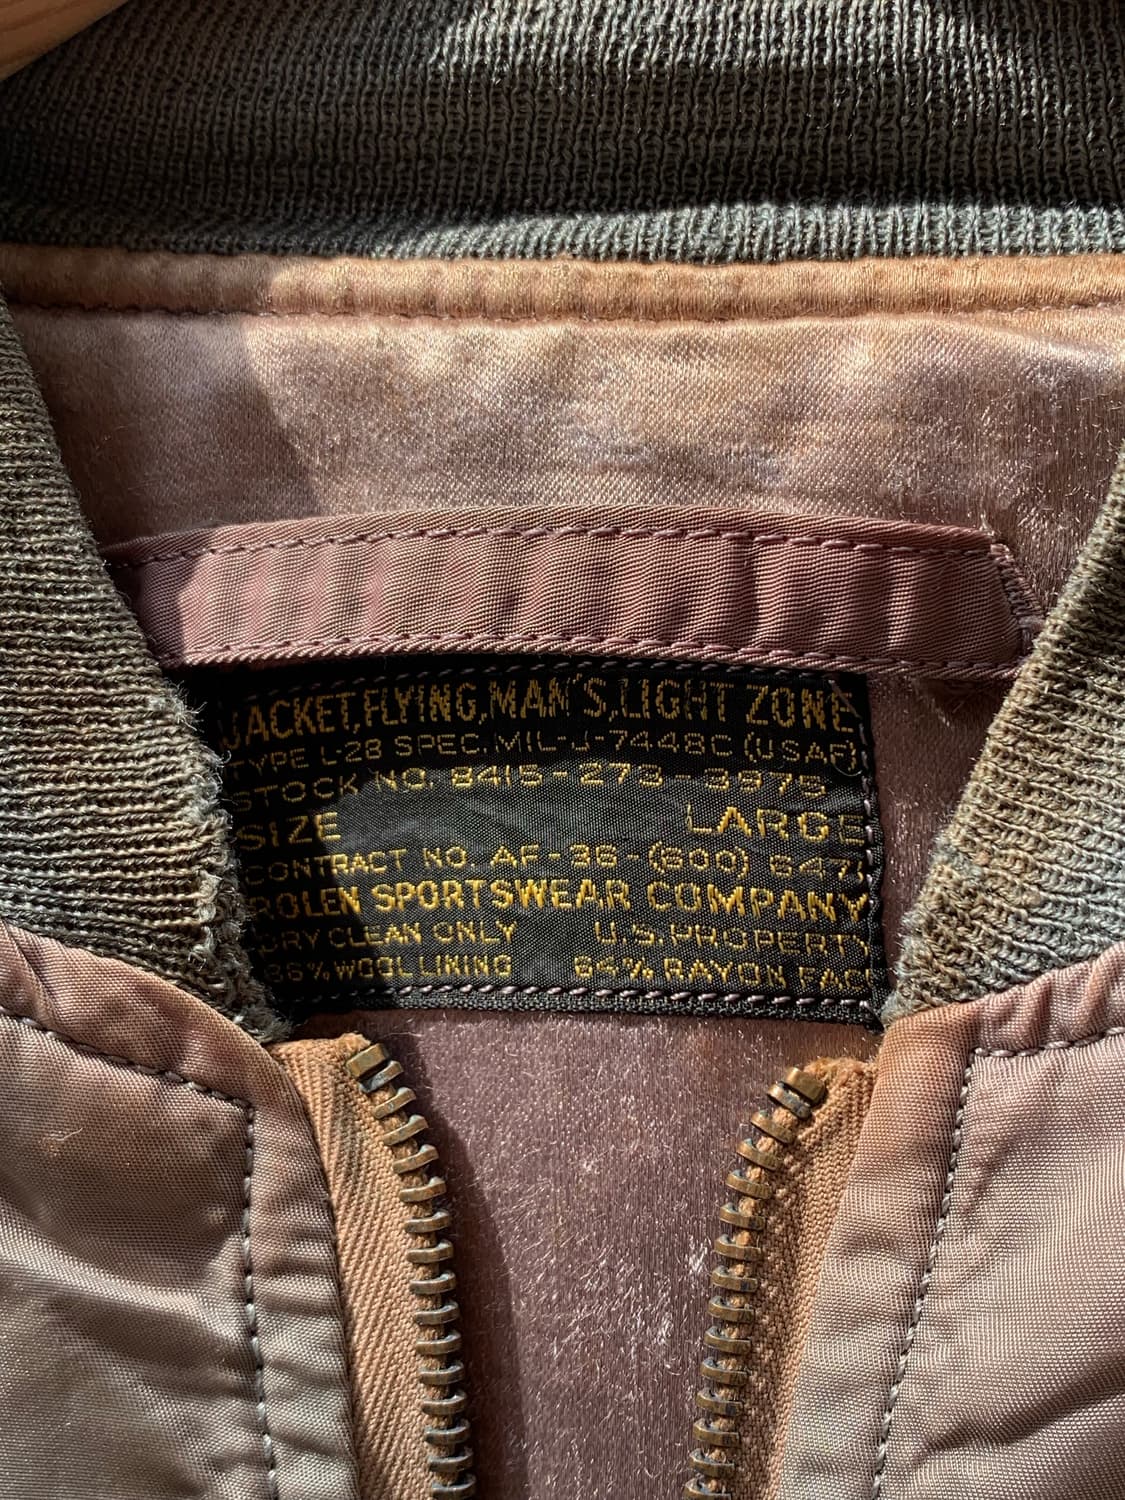 JACKET, FLYING, MAN'S, LIGHT ZONE
TYPE L-2B SPEC. MIL-J-7448C (USAF)
STOCK NO. 8415-273-3975
SIZE LARGE
CONTRACT NO. AF-36-(600) 647
ROLEN SPORTSWEAR COMPANY
DRY CLEAN ONLY U.S. PROPERTY
WOOL LINING 64% RAYON FACE